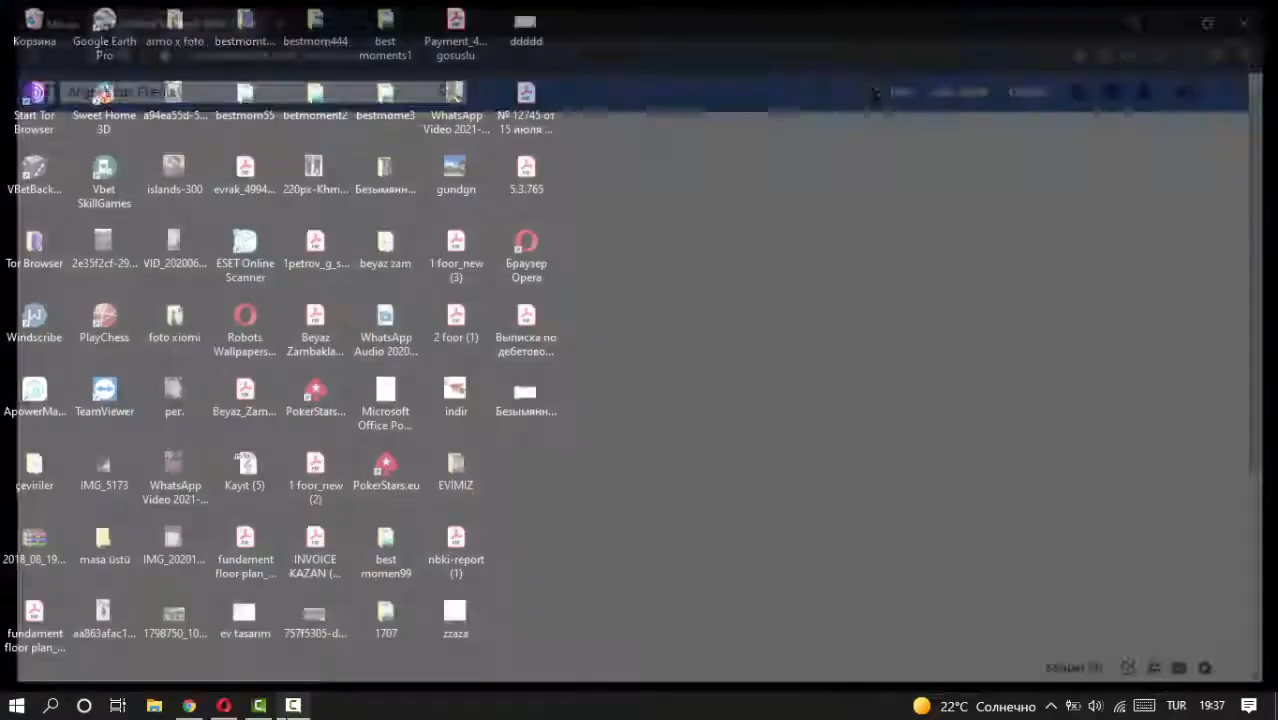 Корзина
Google Earth
Pro
armo x foto
bestmomt...
bestmom444
best
moments1
Payment_4...
gosuslu
ddddd
Start Tor
Browser
Sweet Home
3D
a94ea55d-5...
bestmom55
betmoment2
bestmome3
WhatsApp
Video 2021-...
№ 12745 от
15 июля ...
VBetBack...
Vbet
SkillGames
islands-300
evrak_4994...
220px-Khm...
Безымянн...
gundgn
5.3.765
Tor Browser
2e35f2cf-29...
VID_202006...
ESET Online
Scanner
1petrov_g_s...
beyaz zam
1 foor_new
(3)
Браузер
Opera
Windscribe
PlayChess
foto xiomi
Robots
Wallpapers...
Beyaz
Zambakla...
WhatsApp
Audio 2020...
2 foor (1)
Выписка по
дебетово...
ApowerMa...
TeamViewer
per.
Beyaz_Zam...
PokerStars...
Microsoft
Office Po...
indir
Безымянн...
çeviriler
IMG_5173
WhatsApp
Video 2021-...
Kayıt (5)
1 foor_new
(2)
PokerStars.eu
EVIMIZ
2018_08_19...
masa üstü
IMG_20201...
fundament
floor plan_...
INVOICE
KAZAN (...
best
momen99
nbki-report
(1)
fundament
floor plan_...
aa863afac1...
1798750_10...
ev tasarım
757f5305-d...
1707
zzaza
22°C Солнечно
TUR
19:37